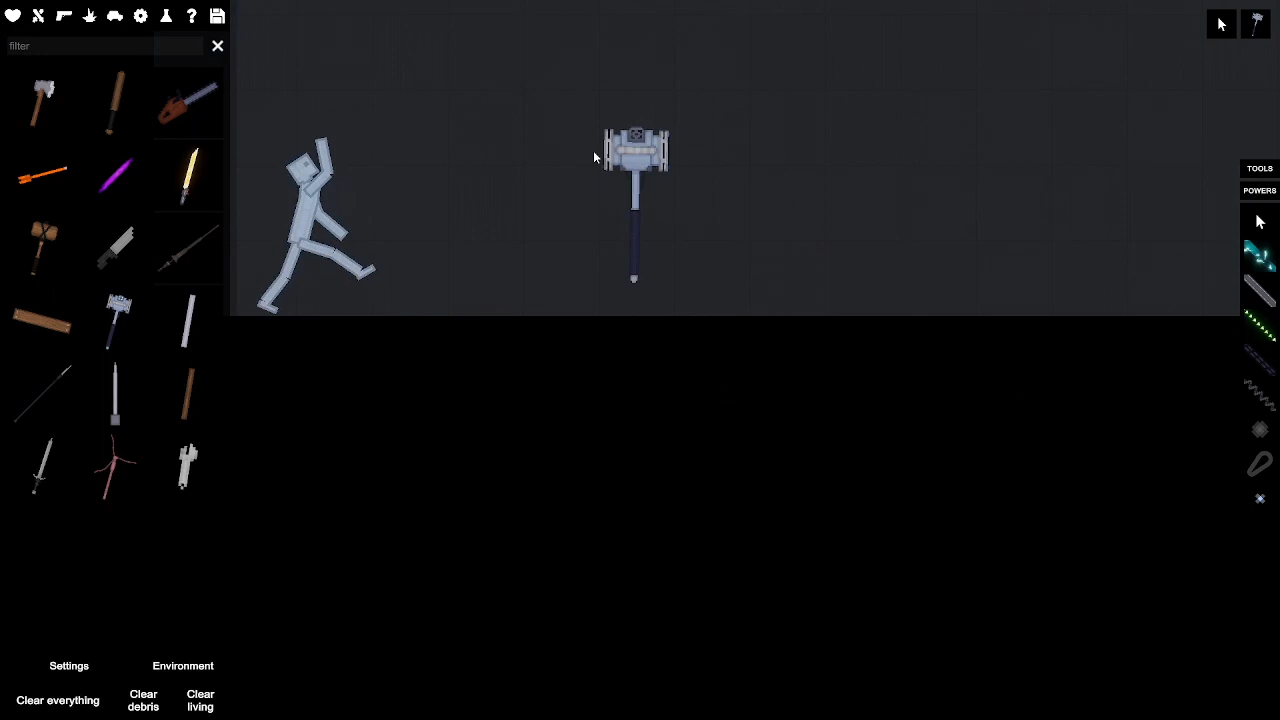 filter
TOOLS
POWERS
Settings
Environment
Clear everything
Clear
debris
Clear
living